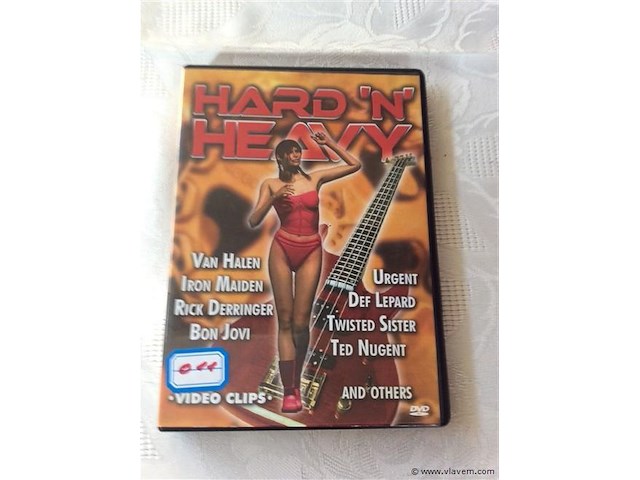 HARD 'N'
HEAVY
VAN HALEN
IRON MAIDEN
RICK DERRINGER
BON JOVI
URGENT
DEF LEPARD
TWISTED SISTER
TED NUGENT
011
·VIDEO CLIPS·
AND OTHERS
DVD
© www.vlavem.com